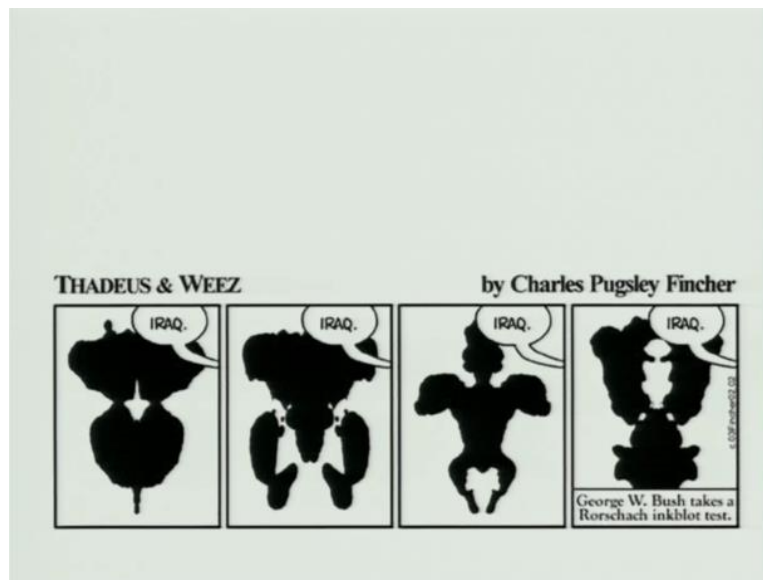 THADEUS & WEEZ
by Charles Pugsley Fincher
IRAQ.
IRAQ.
IRAQ.
IRAQ.
George W. Bush takes a
Rorschach inkblot test.